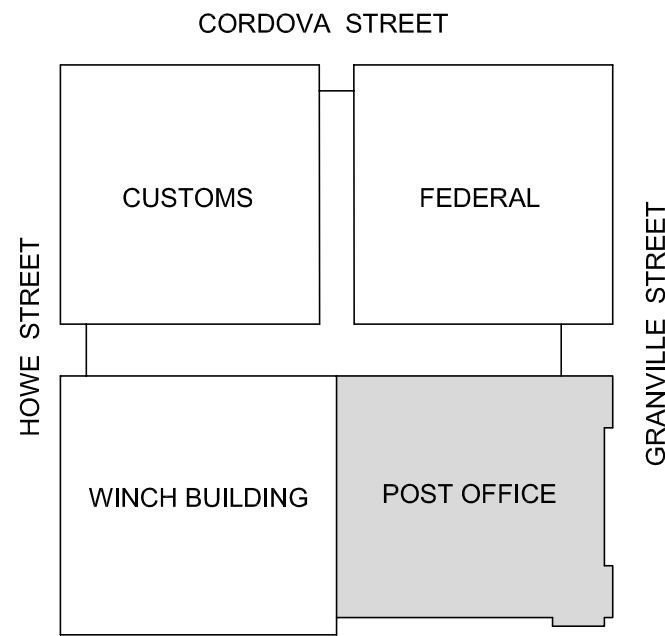 CORDOVA STREET
CUSTOMS
FEDERAL
HOWE STREET
GRANVILLE STREET
WINCH BUILDING
POST OFFICE